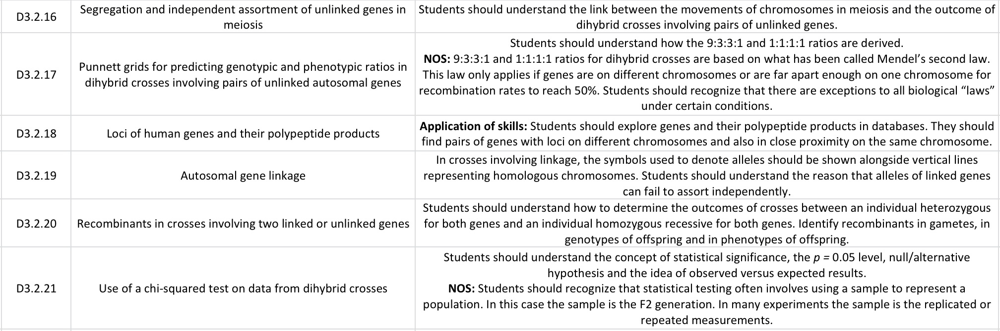 D3.2.16
Segregation and independent assortment of unlinked genes in
meiosis
Students should understand the link between the movements of chromosomes in meiosis and the outcome of
dihybrid crosses involving pairs of unlinked genes.
D3.2.17
Punnett grids for predicting genotypic and phenotypic ratios in
dihybrid crosses involving pairs of unlinked autosomal genes
Students should understand how the 9:3:3:1 and 1:1:1:1 ratios are derived.
NOS: 9:3:3:1 and 1:1:1:1 ratios for dihybrid crosses are based on what has been called Mendel’s second law.
This law only applies if genes are on different chromosomes or are far apart enough on one chromosome for
recombination rates to reach 50%. Students should recognize that there are exceptions to all biological “laws”
under certain conditions.
D3.2.18
Loci of human genes and their polypeptide products
Application of skills: Students should explore genes and their polypeptide products in databases. They should
find pairs of genes with loci on different chromosomes and also in close proximity on the same chromosome.
D3.2.19
Autosomal gene linkage
In crosses involving linkage, the symbols used to denote alleles should be shown alongside vertical lines
representing homologous chromosomes. Students should understand the reason that alleles of linked genes
can fail to assort independently.
D3.2.20
Recombinants in crosses involving two linked or unlinked genes
Students should understand how to determine the outcomes of crosses between an individual heterozygous
for both genes and an individual homozygous recessive for both genes. Identify recombinants in gametes, in
genotypes of offspring and in phenotypes of offspring.
D3.2.21
Use of a chi-squared test on data from dihybrid crosses
Students should understand the concept of statistical significance, the p = 0.05 level, null/alternative
hypothesis and the idea of observed versus expected results.
NOS: Students should recognize that statistical testing often involves using a sample to represent a
population. In this case the sample is the F2 generation. In many experiments the sample is the replicated or
repeated measurements.